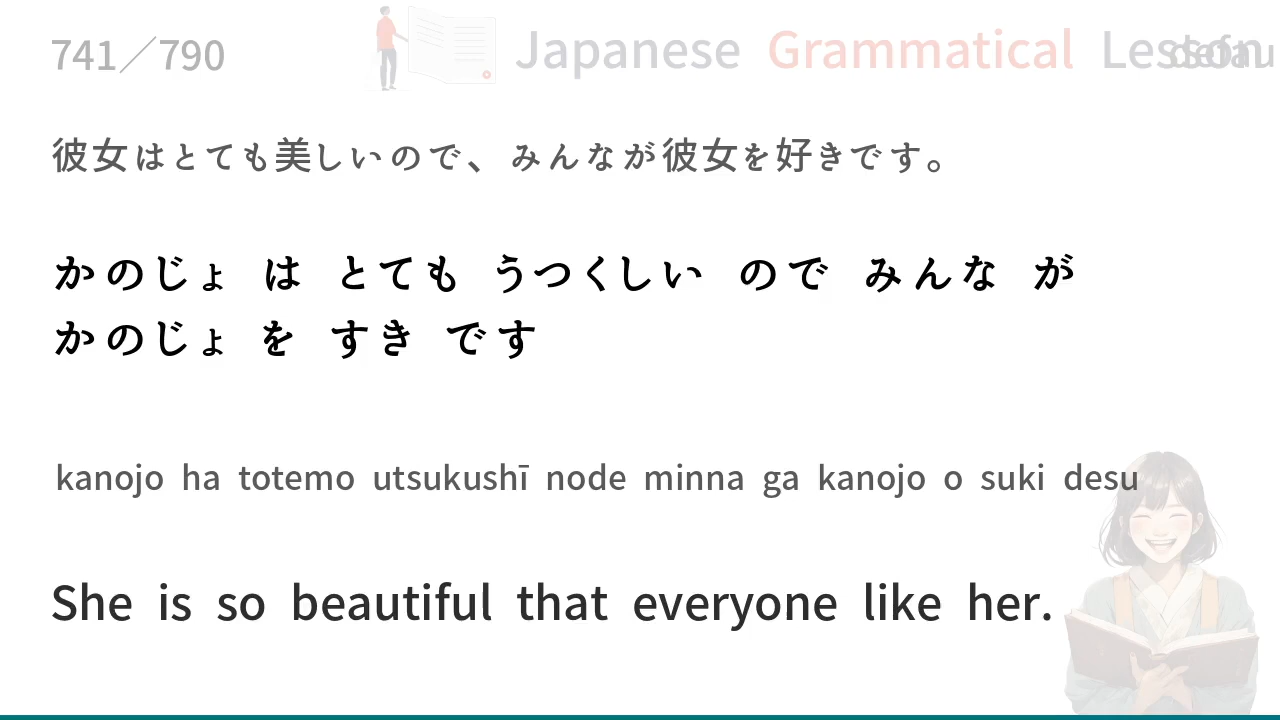 741／790
Japanese Grammatical Lesson
defau
彼女はとても美しいので、みんなが彼女を好きです。
かのじょ は とても うつくしい ので みんな が
かのじょ を すき です
kanojo ha totemo utsukushī node minna ga kanojo o suki desu
She is so beautiful that everyone like her.